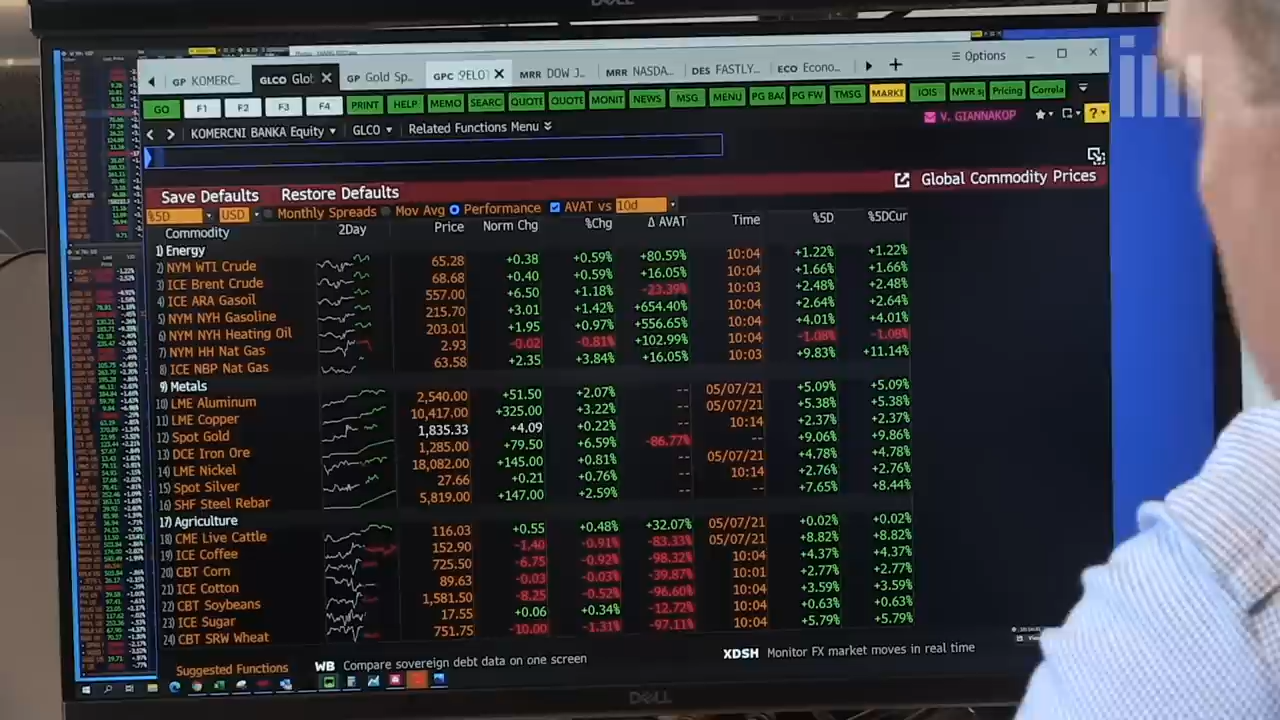 DELL
GP KOMERC... GLCO Glol X GP Gold Sp... GPC :9ELO1 X MRR DOW J... MRR NASDA... DES FASTLY... ECO Econo... + Options
GO F1 F2 F3 F4 PRINT HELP MEMO SEARC QUOTE QUOTE MONIT NEWS MSG MENU PG BAC PG FW TMSG MARKI IOIS NWR s Pricing Correla
KOMERCNI BANKA Equity GLCO Related Functions Menu V. GIANNAKOP ?
Save Defaults Restore Defaults Global Commodity Prices
%5D USD Monthly Spreads Mov Avg Performance AVAT vs 10d
Commodity 2Day Price Norm Chg %Chg Δ AVAT Time %5D %5DCur
1) Energy
2) NYM WTI Crude 65.28 +0.38 +0.59% +80.59% 10:04 +1.22% +1.22%
3) ICE Brent Crude 68.68 +0.40 +0.59% +16.05% 10:04 +1.66% +1.66%
4) ICE ARA Gasoil 557.00 +6.50 +1.18% -23.39% 10:03 +2.48% +2.48%
5) NYM NYH Gasoline 215.70 +3.01 +1.42% +654.40% 10:04 +2.64% +2.64%
6) NYM NYH Heating Oil 203.01 +1.95 +0.97% +556.65% 10:04 +4.01% +4.01%
7) NYM HH Nat Gas 2.93 -0.02 -0.81% +102.99% 10:04 -1.08% -1.08%
8) ICE NBP Nat Gas 63.58 +2.35 +3.84% +16.05% 10:03 +9.83% +11.14%
9) Metals
10) LME Aluminum 2,540.00 +51.50 +2.07% -- 05/07/21 +5.09% +5.09%
11) LME Copper 10,417.00 +325.00 +3.22% -- 05/07/21 +5.38% +5.38%
12) Spot Gold 1,835.33 +4.09 +0.22% -- 10:14 +2.37% +2.37%
13) DCE Iron Ore 1,285.00 +79.50 +6.59% -86.77% -- +9.06% +9.86%
14) LME Nickel 18,082.00 +145.00 +0.81% -- 05/07/21 +4.78% +4.78%
15) Spot Silver 27.66 +0.21 +0.76% -- 10:14 +2.76% +2.76%
16) SHF Steel Rebar 5,819.00 +147.00 +2.59% -- -- +7.65% +8.44%
17) Agriculture
18) CME Live Cattle 116.03 +0.55 +0.48% +32.07% 05/07/21 +0.02% +0.02%
19) ICE Coffee 152.90 -1.40 -0.91% -83.33% 05/07/21 +8.82% +8.82%
20) CBT Corn 725.50 -6.75 -0.92% -98.32% 10:04 +4.37% +4.37%
21) ICE Cotton 89.63 -0.03 -0.03% -39.87% 10:01 +2.77% +2.77%
22) CBT Soybeans 1,581.50 -8.25 -0.52% -96.60% 10:04 +3.59% +3.59%
23) ICE Sugar 17.55 +0.06 +0.34% -12.72% 10:04 +0.63% +0.63%
24) CBT SRW Wheat 751.75 -10.00 -1.31% -97.11% 10:04 +5.79% +5.79%
Suggested Functions WB Compare sovereign debt data on one screen XDSH Monitor FX market moves in real time
DELL